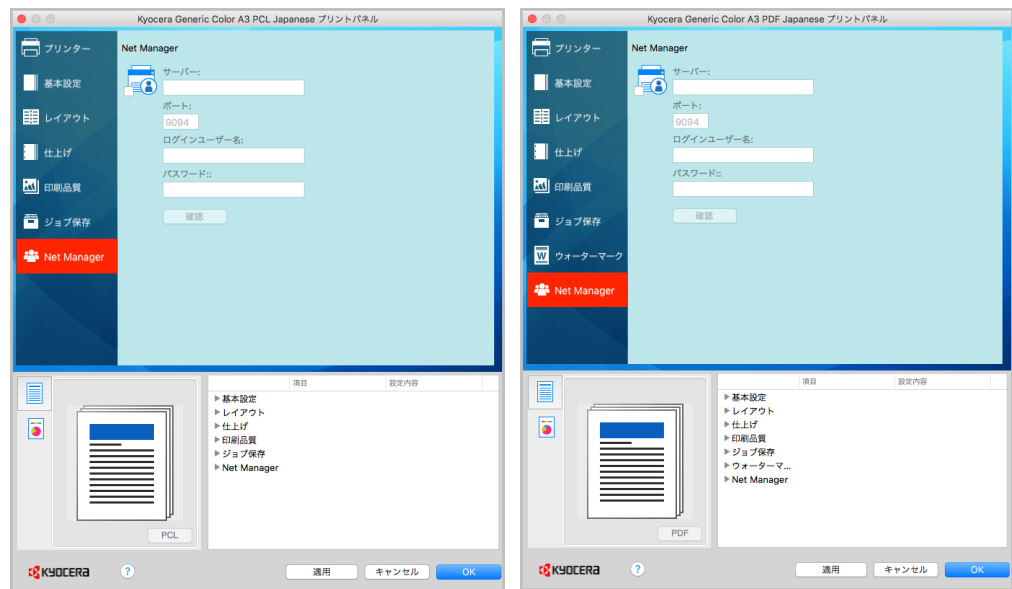 Kyocera Generic Color A3 PCL Japanese プリントパネル
プリンター
基本設定
レイアウト
仕上げ
印刷品質
ジョブ保存
Net Manager
Net Manager
サーバー:
ポート:
9094
ログインユーザー名:
パスワード::
確認
PCL
項目
設定内容
基本設定
レイアウト
仕上げ
印刷品質
ジョブ保存
Net Manager
KYOCERA
?
適用
キャンセル
OK
Kyocera Generic Color A3 PDF Japanese プリントパネル
プリンター
基本設定
レイアウト
仕上げ
印刷品質
ジョブ保存
W ウォーターマーク
Net Manager
Net Manager
サーバー:
ポート:
9094
ログインユーザー名:
パスワード::
確認
PDF
項目
設定内容
基本設定
レイアウト
仕上げ
印刷品質
ジョブ保存
ウォーターマ...
Net Manager
KYOCERA
?
適用
キャンセル
OK